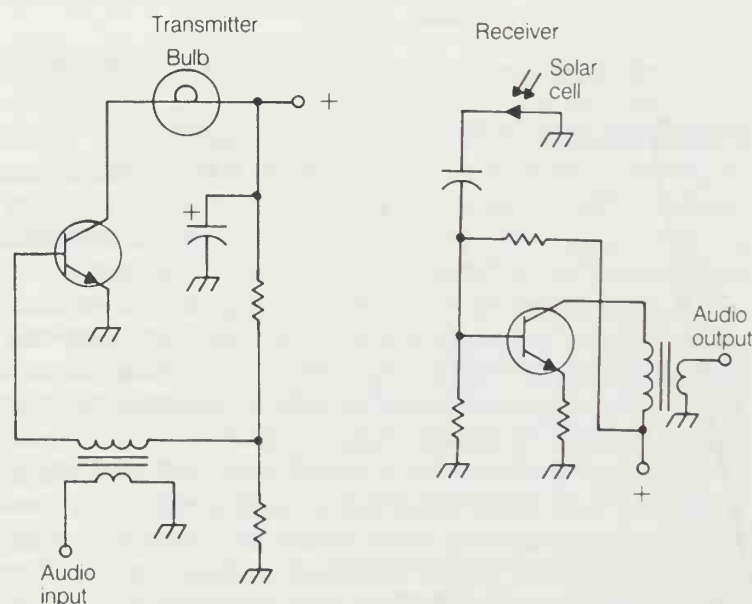 Transmitter
Bulb
+
+
Audio
input
Receiver
Solar
cell
Audio
output
+